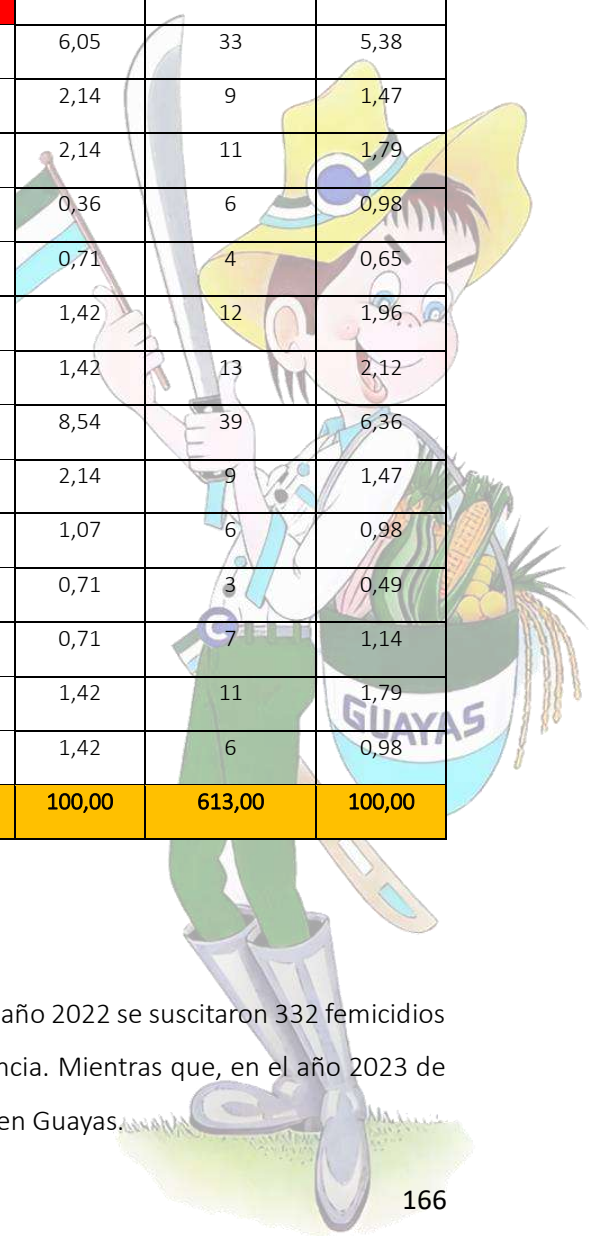 6,05 33 5,38
2,14 9 1,47
2,14 11 1,79
0,36 6 0,98
0,71 4 0,65
1,42 12 1,96
1,42 13 2,12
8,54 39 6,36
2,14 9 1,47
1,07 6 0,98
0,71 3 0,49
0,71 7 1,14
1,42 11 1,79
GUAYAS
1,42 6 0,98
100,00 613,00 100,00
año 2022 se suscitaron 332 femicidios
ncia. Mientras que, en el año 2023 de
en Guayas.
166